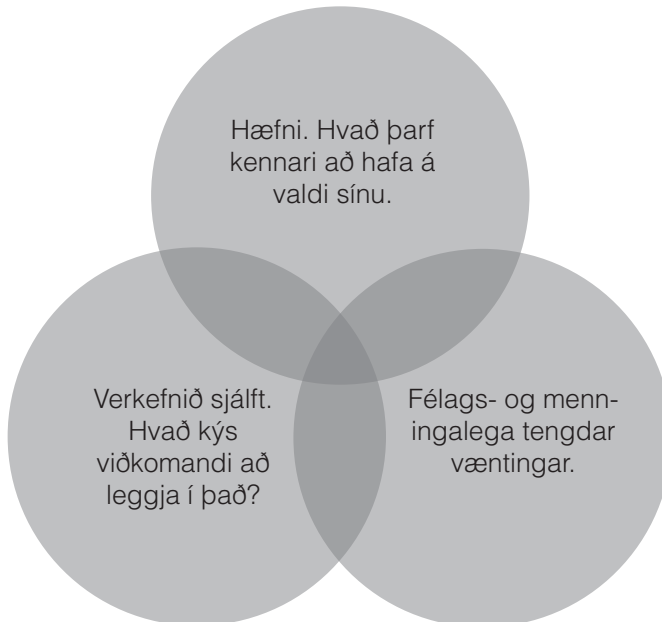 Hæfni. Hvað þarf
kennari að hafa á
valdi sínu.
Verkefnið sjálft.
Hvað kýs
viðkomandi að
leggja í það?
Félags- og menn-
ingalega tengdar
væntingar.